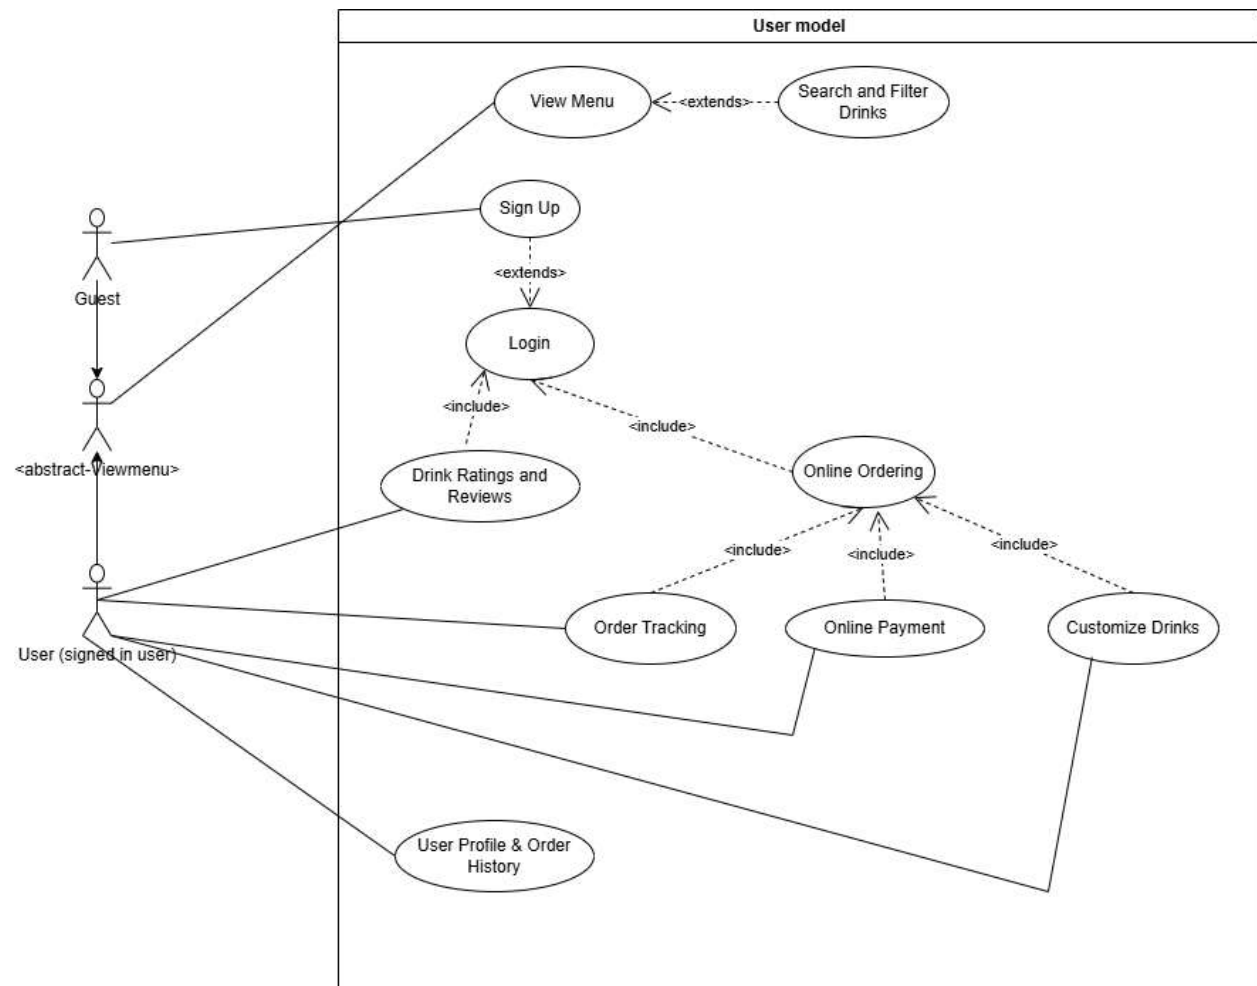 User model
View Menu
<extends>
Search and Filter
Drinks
Sign Up
<extends>
Guest
Login
<include>
<include>
<abstract-Viewmenu>
Drink Ratings and
Reviews
Online Ordering
<include>
<include>
<include>
Order Tracking
Online Payment
Customize Drinks
User (signed in user)
User Profile & Order
History